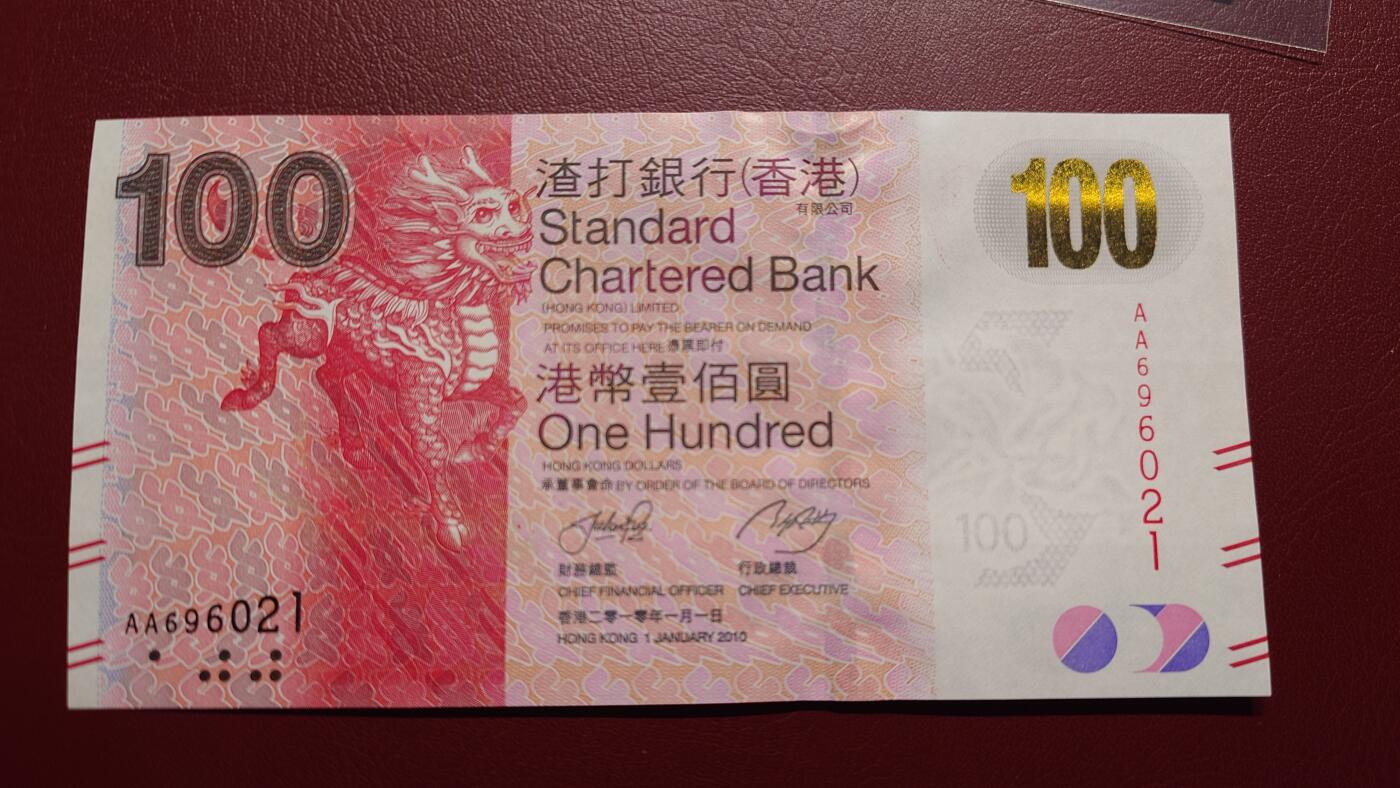 100
渣打銀行(香港)
有限公司
Standard
Chartered Bank
(HONG KONG) LIMITED
PROMISES TO PAY THE BEARER ON DEMAND
AT ITS OFFICE HERE 憑票即付
港幣壹佰圓
One Hundred
HONG KONG DOLLARS
承董事會命 BY ORDER OF THE BOARD OF DIRECTORS
財務總監 行政總裁
CHIEF FINANCIAL OFFICER CHIEF EXECUTIVE
香港二零一零年一月一日
HONG KONG 1 JANUARY 2010
AA696021
100
AA696021
100